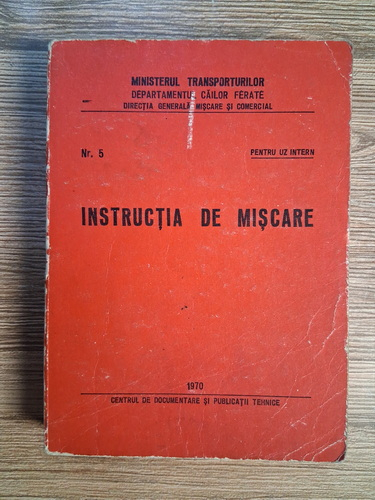 MINISTERUL TRANSPORTURILOR
DEPARTAMENTUL CĂILOR FERATE
DIRECȚIA GENERALĂ MIȘCARE ȘI COMERCIAL
Nr. 5 PENTRU UZ INTERN
INSTRUCȚIA DE MIȘCARE
1970
CENTRUL DE DOCUMENTARE ȘI PUBLICAȚII TEHNICE